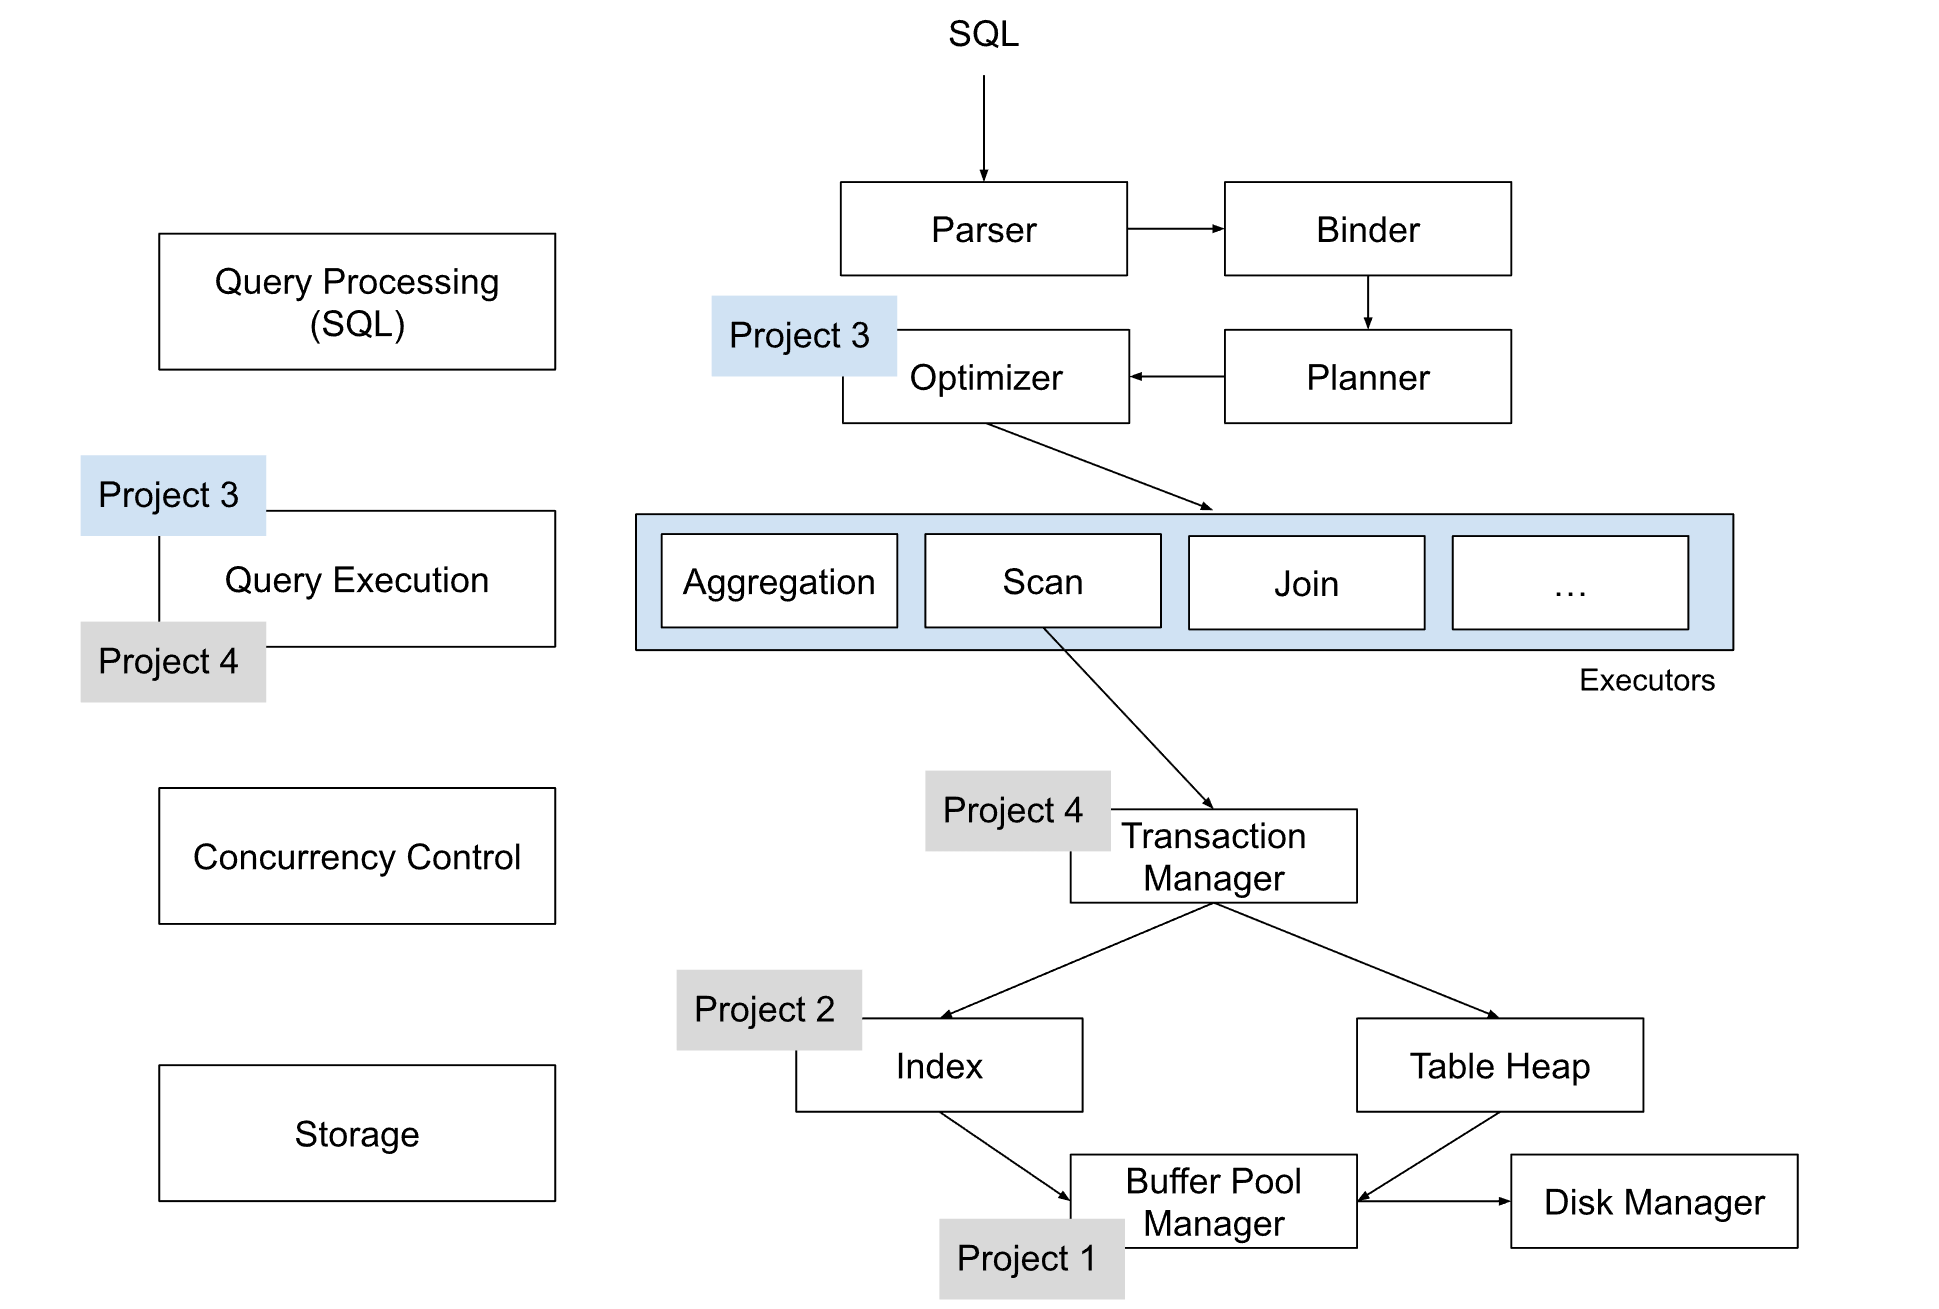 SQL
Parser
Binder
Query Processing
(SQL)
Project 3
Optimizer
Planner
Project 3
Query Execution
Project 4
Aggregation
Scan
Join
…
Executors
Concurrency Control
Project 4
Transaction
Manager
Project 2
Index
Table Heap
Storage
Buffer Pool
Manager
Project 1
Disk Manager